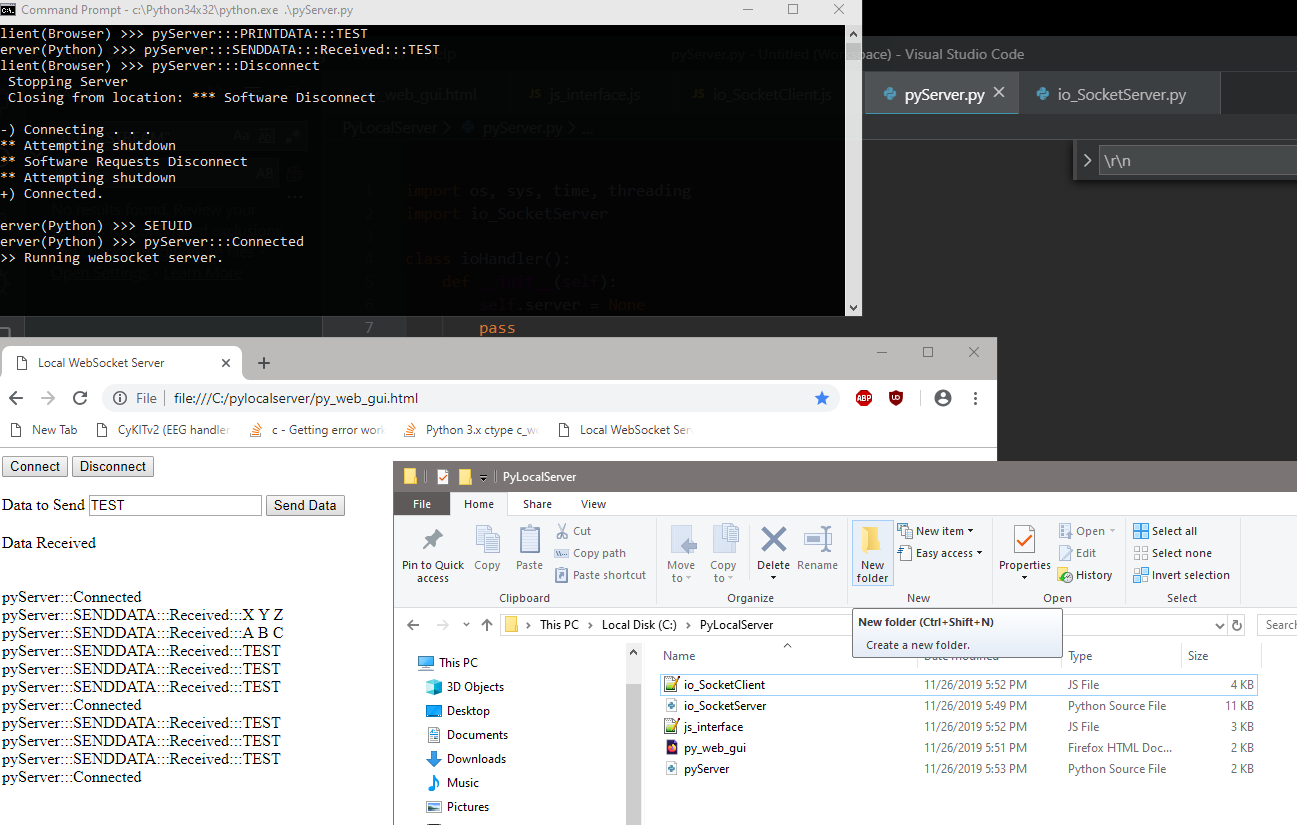 Command Prompt - c:\Python34x32\python.exe .\pyServer.py
lient(Browser) >>> pyServer:::PRINTDATA:::TEST
erver(Python) >>> pyServer:::SENDDATA:::Received:::TEST
lient(Browser) >>> pyServer:::Disconnect
Stopping Server
Closing from location: *** Software Disconnect
-) Connecting . . .
** Attempting shutdown
** Software Requests Disconnect
** Attempting shutdown
+) Connected.
erver(Python) >>> SETUID
erver(Python) >>> pyServer:::Connected
>> Running websocket server.
pyServer.py - Untitled (Workspace) - Visual Studio Code
web_gui.html
js_interface.js
io_SocketClient.js
pyServer.py
io_SocketServer.py
PyLocalServer > pyServer.py > ...
\r\n
import os, sys, time, threading
import io_SocketServer
class ioHandler():
def (self):
self.server = None
7 pass
Local WebSocket Server
File file:///C:/pylocalserver/py_web_gui.html
New Tab
CyKITv2 (EEG handler
c - Getting error work
Python 3.x ctype c_w
Local WebSocket Ser
Connect Disconnect
Data to Send TEST Send Data
Data Received
pyServer:::Connected
pyServer:::SENDDATA:::Received:::X Y Z
pyServer:::SENDDATA:::Received:::A B C
pyServer:::SENDDATA:::Received:::TEST
pyServer:::SENDDATA:::Received:::TEST
pyServer:::SENDDATA:::Received:::TEST
pyServer:::Connected
pyServer:::SENDDATA:::Received:::TEST
pyServer:::SENDDATA:::Received:::TEST
pyServer:::SENDDATA:::Received:::TEST
pyServer:::Connected
PyLocalServer
File Home Share View
Pin to Quick access
Copy
Paste
Cut
Copy path
Paste shortcut
Clipboard
Move to
Copy to
Delete
Rename
Organize
New folder
New item
Easy access
New
Properties
Open
Edit
History
Open
Select all
Select none
Invert selection
Select
This PC > Local Disk (C:) > PyLocalServer
Search
New folder (Ctrl+Shift+N)
Create a new folder.
Name Date modified Type Size
io_SocketClient 11/26/2019 5:52 PM JS File 4 KB
io_SocketServer 11/26/2019 5:49 PM Python Source File 11 KB
js_interface 11/26/2019 5:52 PM JS File 3 KB
py_web_gui 11/26/2019 5:51 PM Firefox HTML Doc... 2 KB
pyServer 11/26/2019 5:53 PM Python Source File 2 KB
This PC
3D Objects
Desktop
Documents
Downloads
Music
Pictures